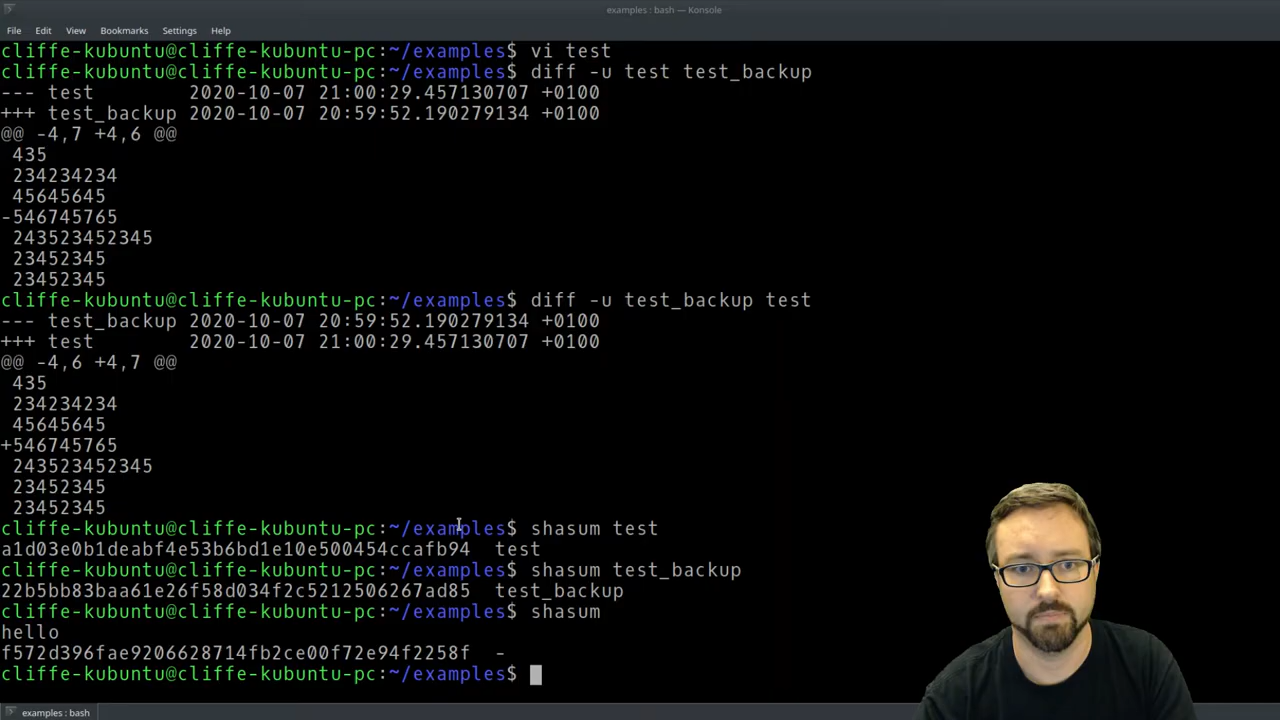 examples : bash — Konsole
File Edit View Bookmarks Settings Help
cliffe-kubuntu@cliffe-kubuntu-pc:~/examples$ vi test
cliffe-kubuntu@cliffe-kubuntu-pc:~/examples$ diff -u test test_backup
--- test 2020-10-07 21:00:29.457130707 +0100
+++ test_backup 2020-10-07 20:59:52.190279134 +0100
@@ -4,7 +4,6 @@
435
234234234
45645645
-546745765
243523452345
23452345
23452345
cliffe-kubuntu@cliffe-kubuntu-pc:~/examples$ diff -u test_backup test
--- test_backup 2020-10-07 20:59:52.190279134 +0100
+++ test 2020-10-07 21:00:29.457130707 +0100
@@ -4,6 +4,7 @@
435
234234234
45645645
+546745765
243523452345
23452345
23452345
cliffe-kubuntu@cliffe-kubuntu-pc:~/examples$ shasum test
a1d03e0b1deabf4e53b6bd1e10e500454ccafb94 test
cliffe-kubuntu@cliffe-kubuntu-pc:~/examples$ shasum test_backup
22b5bb83baa61e26f58d034f2c5212506267ad85 test_backup
cliffe-kubuntu@cliffe-kubuntu-pc:~/examples$ shasum
hello
f572d396fae9206628714fb2ce00f72e94f2258f -
cliffe-kubuntu@cliffe-kubuntu-pc:~/examples$
examples : bash